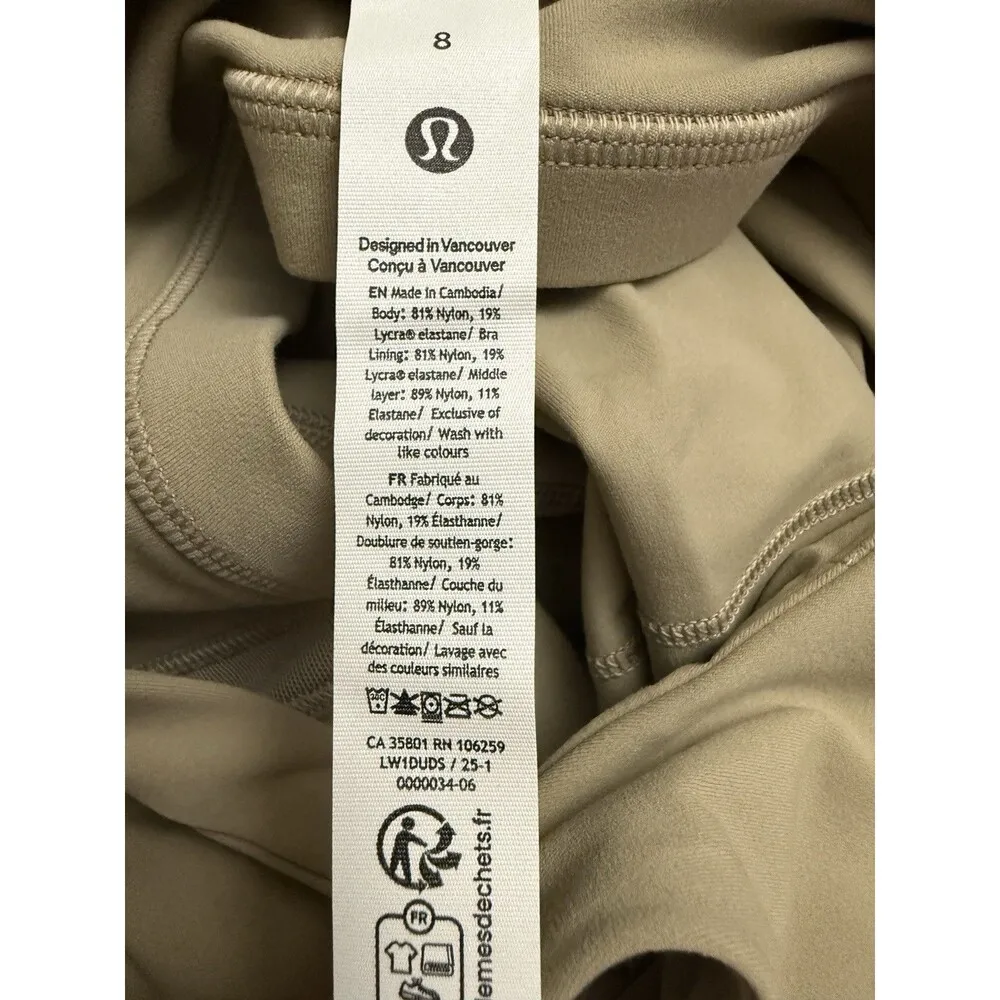 8
Designed in Vancouver
Conçu à Vancouver
EN Made in Cambodia/
Body: 81% Nylon, 19%
Lycra® elastane/ Bra
Lining: 81% Nylon, 19%
Lycra® elastane/ Middle
layer: 89% Nylon, 11%
Elastane/ Exclusive of
decoration/ Wash with
like colours
FR Fabriqué au
Cambodge/ Corps: 81%
Nylon, 19% Élasthanne/
Doublure de soutien-gorge:
81% Nylon, 19%
Élasthanne/ Couche du
milieu: 89% Nylon, 11%
Élasthanne/ Sauf la
décoration/ Lavage avec
des couleurs similaires
30C
CA 35801 RN 106259
LW1DUDS / 25-1
0000034-06
FR
lemesdechets.fr